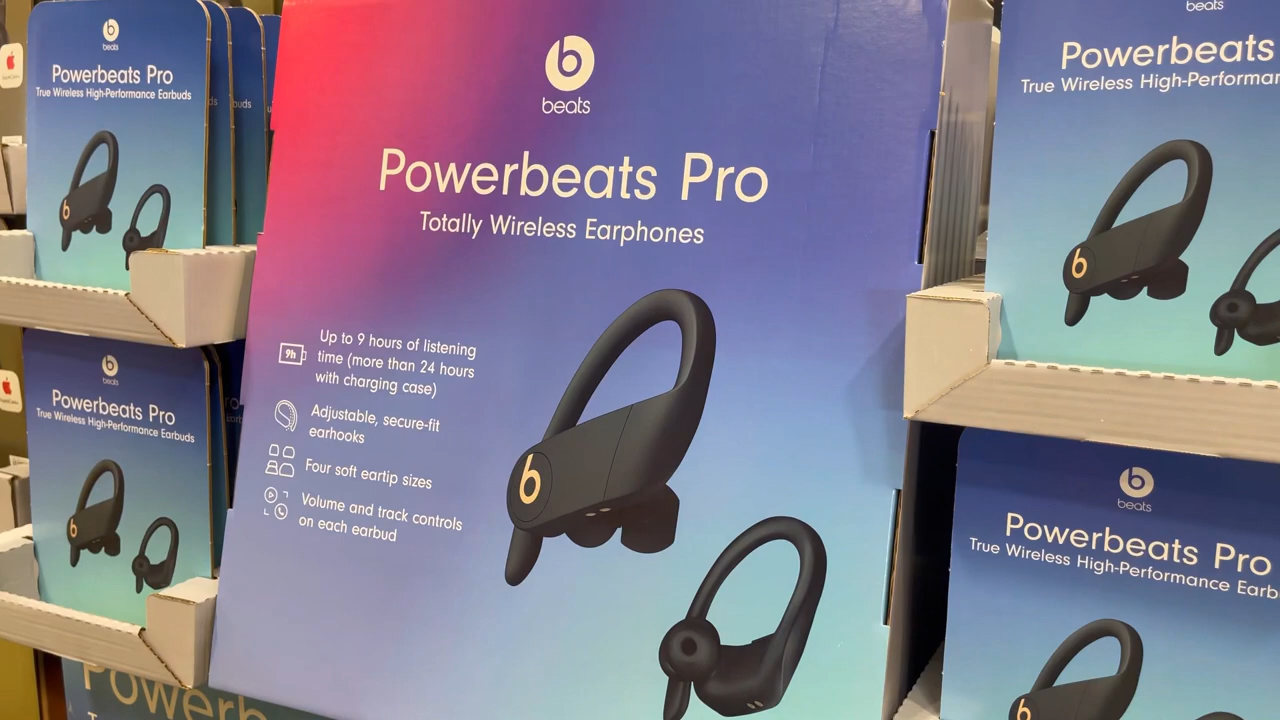 beats
Powerbeats Pro
True Wireless High-Performance Earbuds
beats
Powerbeats Pro
True Wireless High-Performance Earbuds
beats
Powerbeats Pro
Totally Wireless Earphones
9h
Up to 9 hours of listening
time (more than 24 hours
with charging case)
Adjustable, secure-fit
earhooks
Four soft eartip sizes
Volume and track controls
on each earbud
beats
Powerbeats
True Wireless High-Performan
beats
Powerbeats Pro
True Wireless High-Performance Earb
Powerb